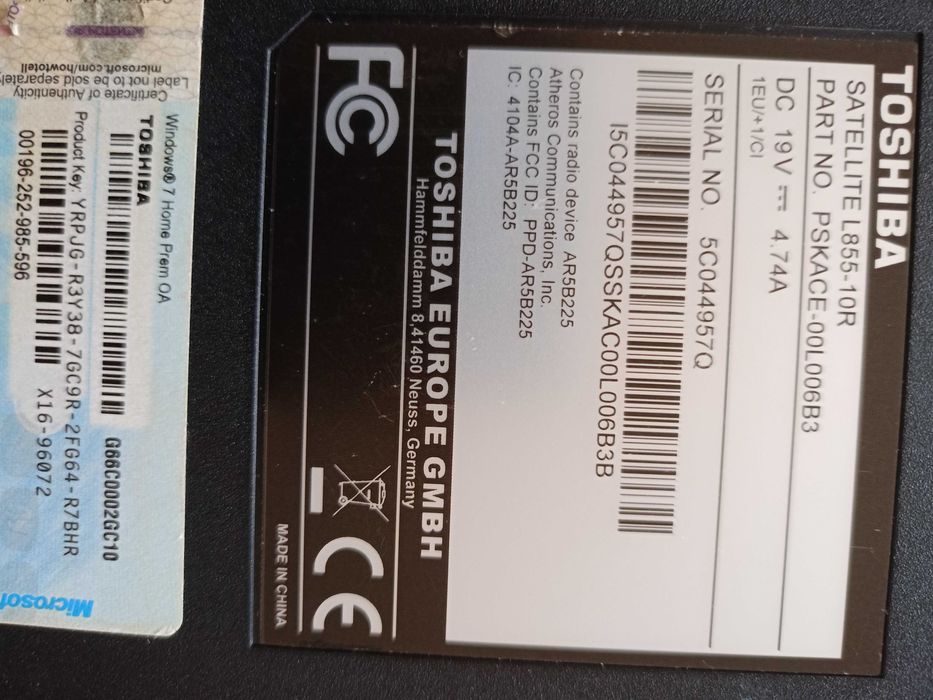 TOSHIBA
SATELLITE L855-10R
PART NO. PSKACE-00L006B3
DC 19V 4.74A
1EU/+1/CI
SERIAL NO. 5C044957Q
I5C044957QSSKAC00L006B3B
Contains radio device AR5B225
Atheros Communications, Inc.
Contains FCC ID: PPD-AR5B225
IC: 4104A-AR5B225
TOSHIBA EUROPE GMBH
Hammfelddamm 8,41460 Neuss, Germany
FC
CE
MADE IN CHINA
Certificate of Authenticity
Label not to be sold separately
microsoft.com/howtotell
Windows® 7 Home Prem OA
TOSHIBA
G66C0002GC10
Product Key: YRPJG-R3Y38-7GC9R-2FG64-R7BHR
00196-252-985-596
X16-96072
Microsof